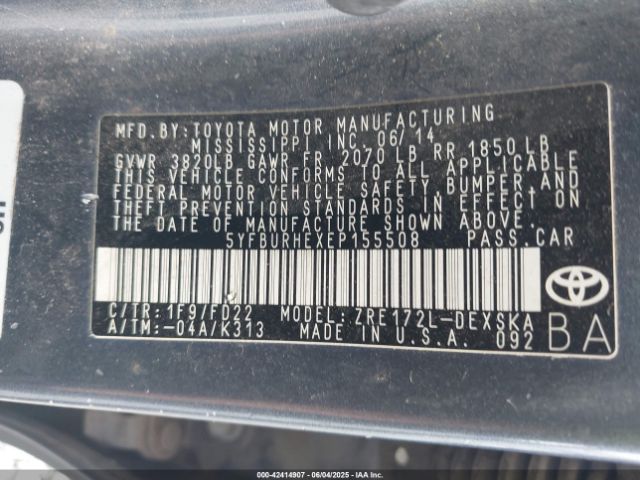 MFD. BY: TOYOTA MOTOR MANUFACTURING
MISSISSIPPI INC. 06/14
GVWR 3820LB GAWR FR 2070 LB RR 1850 LB
THIS VEHICLE CONFORMS TO ALL APPLICABLE
FEDERAL MOTOR VEHICLE SAFETY, BUMPER, AND
THEFT PREVENTION STANDARDS IN EFFECT ON
THE DATE OF MANUFACTURE SHOWN ABOVE.
5YFBURHEXEP155508 PASS. CAR
C/TR: 1F9/FD22 MODEL: ZRE172L-DEXSKA
A/TM: -04A/K313 MADE IN U.S.A. 092
BA
000-42414907 - 06/04/2025 - IAA Inc.